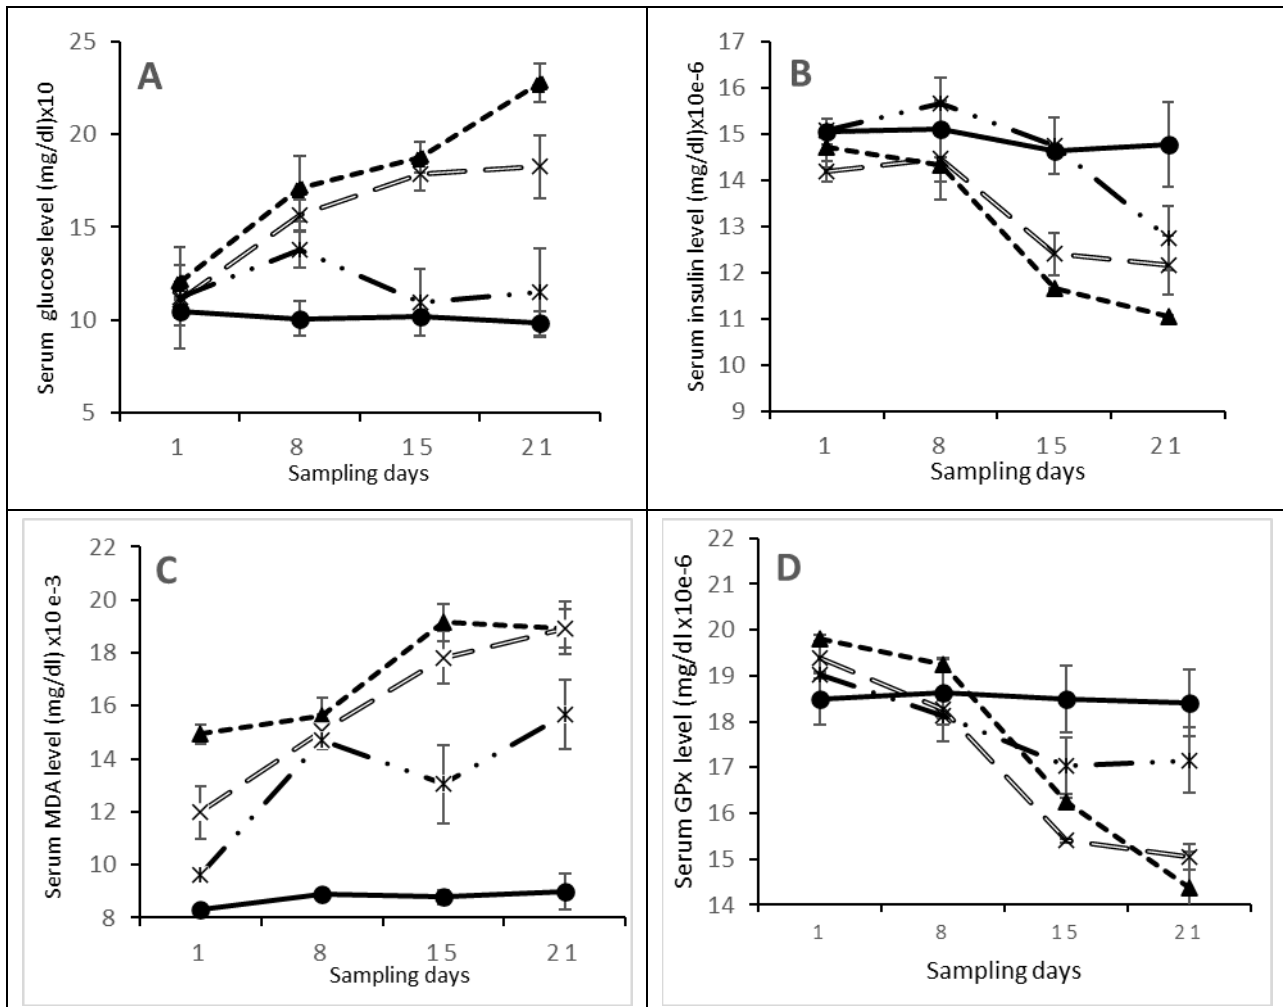 A
Serum glucose level (mg/dl)x10
25
20
15
10
5
1 8 15 21
Sampling days
B
Serum insulin level (mg/dl)x10e-6
17
16
15
14
13
12
11
10
9
1 8 15 21
Sampling days
C
Serum MDA level (mg/dl) x10 e-3
22
20
18
16
14
12
10
8
1 8 15 21
Sampling days
D
Serum GPx level (mg/dl x10e-6
22
21
20
19
18
17
16
15
14
1 8 15 21
Sampling days